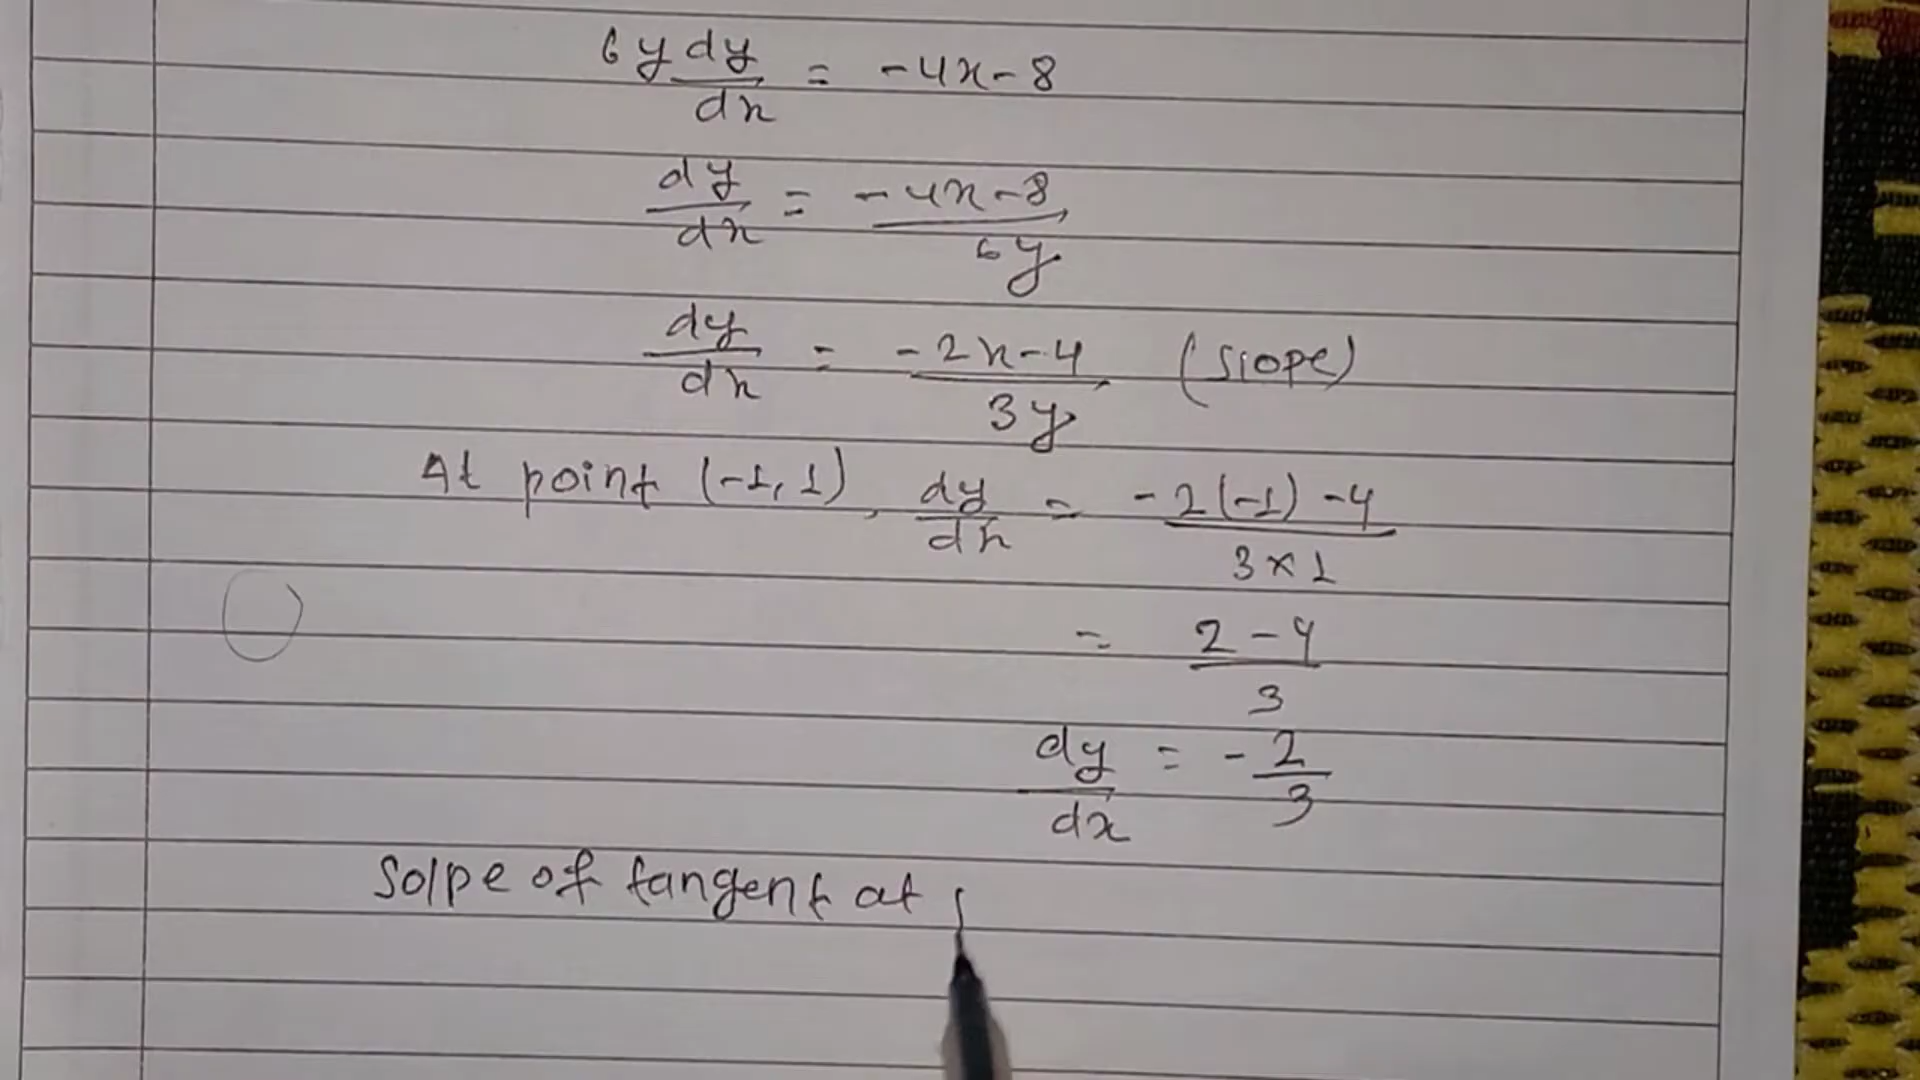 6y dy/dx = -4x-8
dy/dx = -4x-8/6y
dy/dx = -2x-4/3y (slope)
At point (-1,1), dy/dx = -2(-1)-4/3×1
= 2-4/3
dy/dx = -2/3
Solpe of tangent at (